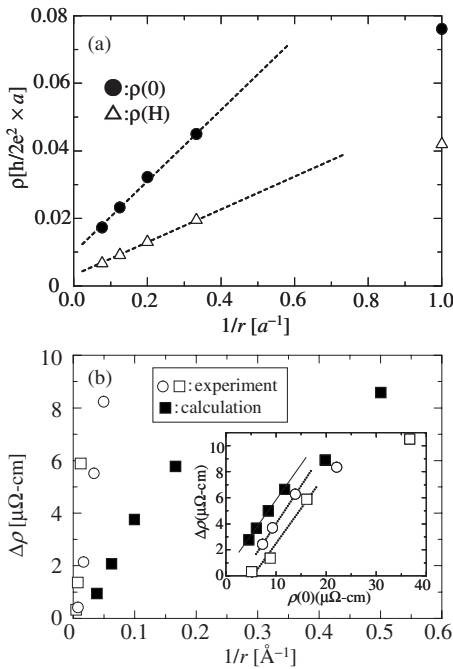 0.08
(a)
●:ρ(0)
△:ρ(H)
0.06
0.04
0.02
0
ρ[h/2e² × a]
0.0 0.2 0.4 0.6 0.8 1.0
1/r [a⁻¹]
10
(b)
○□: experiment
■: calculation
8
6
4
2
0
Δρ [μΩ-cm]
10
8
6
4
2
0
Δρ(μΩ-cm)
0 10 20 30 40
ρ(0)(μΩ-cm)
0 0.1 0.2 0.3 0.4 0.5 0.6
1/r [Å⁻¹]